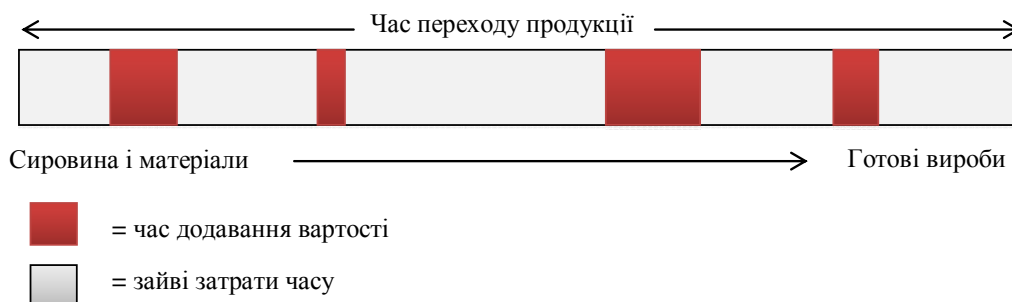 Час переходу продукції
Сировина і матеріали
Готові вироби
= час додавання вартості
= зайві затрати часу